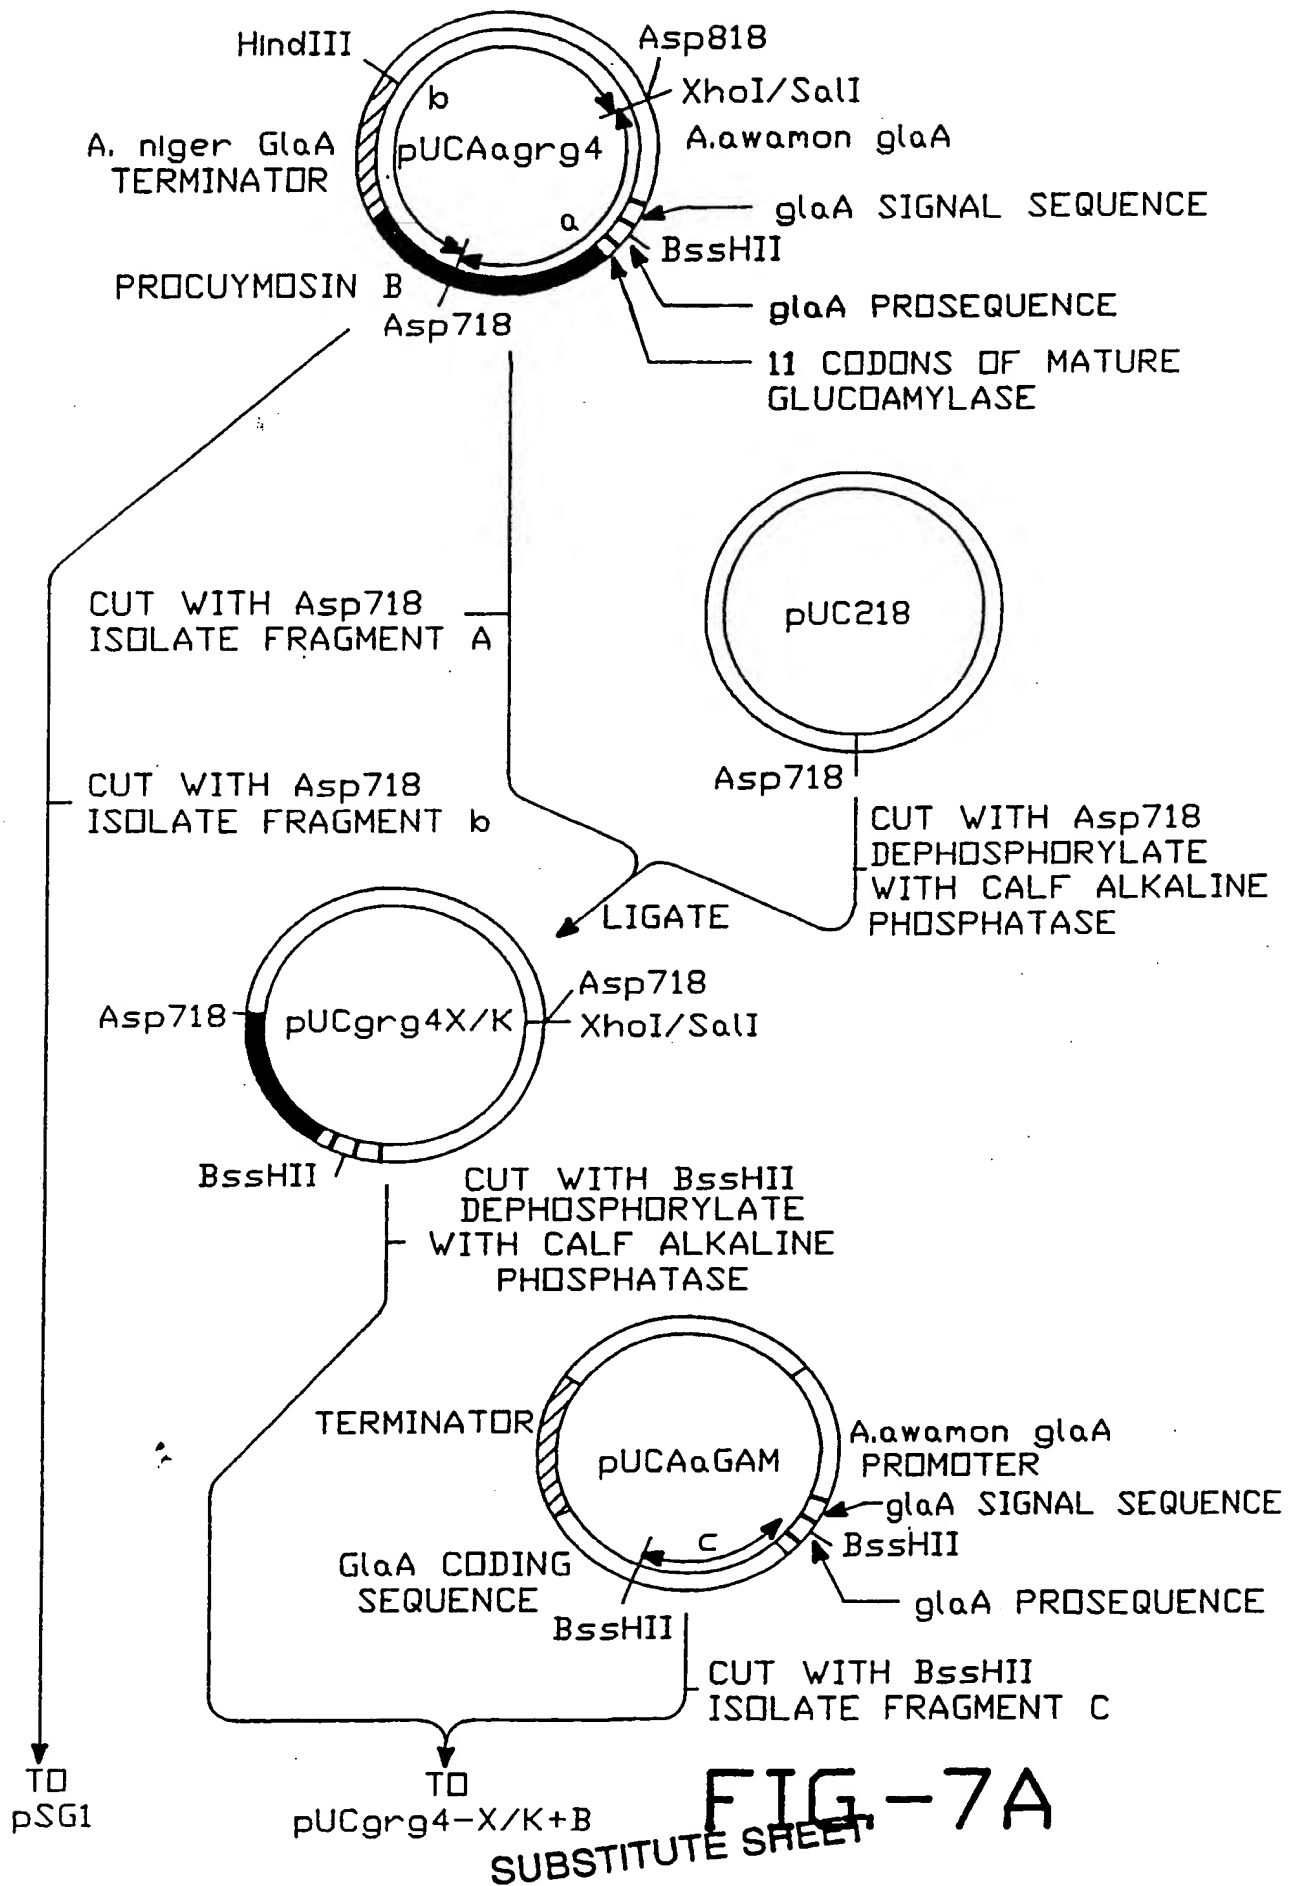 HindIII
Asp818
XhoI/SalI
b
pUCAagrg4
A.awamon glaA
A. niger GlaA
TERMINATOR
a
glaA SIGNAL SEQUENCE
BssHII
PROCUYMOSIN B
glaA PROSEQUENCE
Asp718
11 CODONS OF MATURE
GLUCOAMYLASE
CUT WITH Asp718
ISOLATE FRAGMENT A
pUC218
Asp718
CUT WITH Asp718
ISOLATE FRAGMENT b
CUT WITH Asp718
DEPHOSPHORYLATE
WITH CALF ALKALINE
PHOSPHATASE
LIGATE
Asp718
pUCgrg4X/K
Asp718
XhoI/SalI
BssHII
CUT WITH BssHII
DEPHOSPHORYLATE
WITH CALF ALKALINE
PHOSPHATASE
TERMINATOR
pUCAaGAM
A.awamon glaA
PROMOTER
glaA SIGNAL SEQUENCE
BssHII
c
GlaA CODING
SEQUENCE
glaA PROSEQUENCE
BssHII
CUT WITH BssHII
ISOLATE FRAGMENT C
TO
pSG1
TO
pUCgrg4-X/K+B
FIG.-7A
SUBSTITUTE SHEET